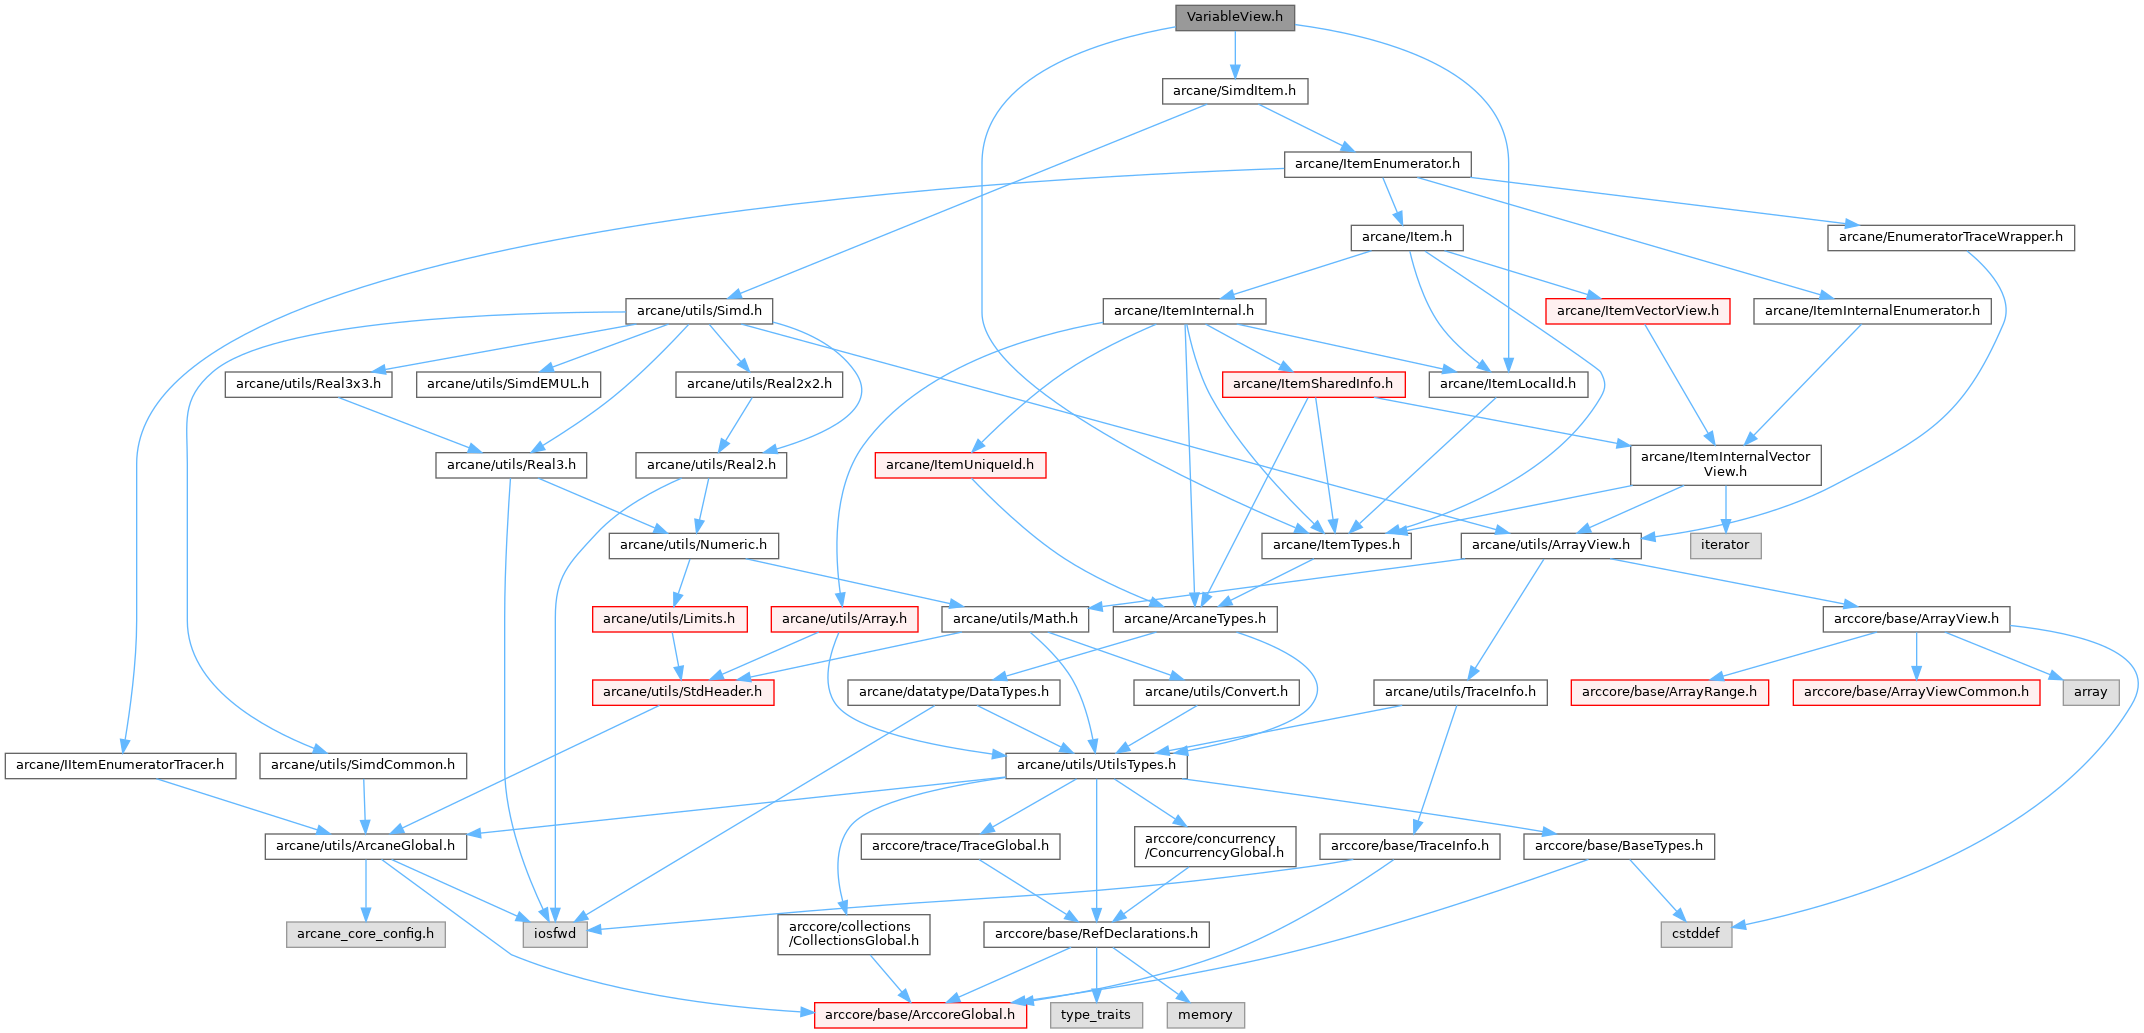 VariableView.h
arcane/SimdItem.h
arcane/ItemEnumerator.h
arcane/Item.h
arcane/EnumeratorTraceWrapper.h
arcane/utils/Simd.h
arcane/ItemInternal.h
arcane/ItemVectorView.h
arcane/ItemInternalEnumerator.h
arcane/utils/Real3x3.h
arcane/utils/SimdEMUL.h
arcane/utils/Real2x2.h
arcane/ItemSharedInfo.h
arcane/ItemLocalId.h
arcane/utils/Real3.h
arcane/utils/Real2.h
arcane/ItemUniqueId.h
arcane/ItemInternalVector
View.h
arcane/utils/Numeric.h
arcane/ItemTypes.h
arcane/utils/ArrayView.h
iterator
arcane/utils/Limits.h
arcane/utils/Array.h
arcane/utils/Math.h
arcane/ArcaneTypes.h
arccore/base/ArrayView.h
arcane/utils/StdHeader.h
arcane/datatype/DataTypes.h
arcane/utils/Convert.h
arcane/utils/TraceInfo.h
arccore/base/ArrayRange.h
arccore/base/ArrayViewCommon.h
array
arcane/IItemEnumeratorTracer.h
arcane/utils/SimdCommon.h
arcane/utils/UtilsTypes.h
arcane/utils/ArcaneGlobal.h
arccore/trace/TraceGlobal.h
arccore/concurrency
/ConcurrencyGlobal.h
arccore/base/TraceInfo.h
arccore/base/BaseTypes.h
arcane_core_config.h
iosfwd
arccore/collections
/CollectionsGlobal.h
arccore/base/RefDeclarations.h
cstddef
arccore/base/ArccoreGlobal.h
type_traits
memory